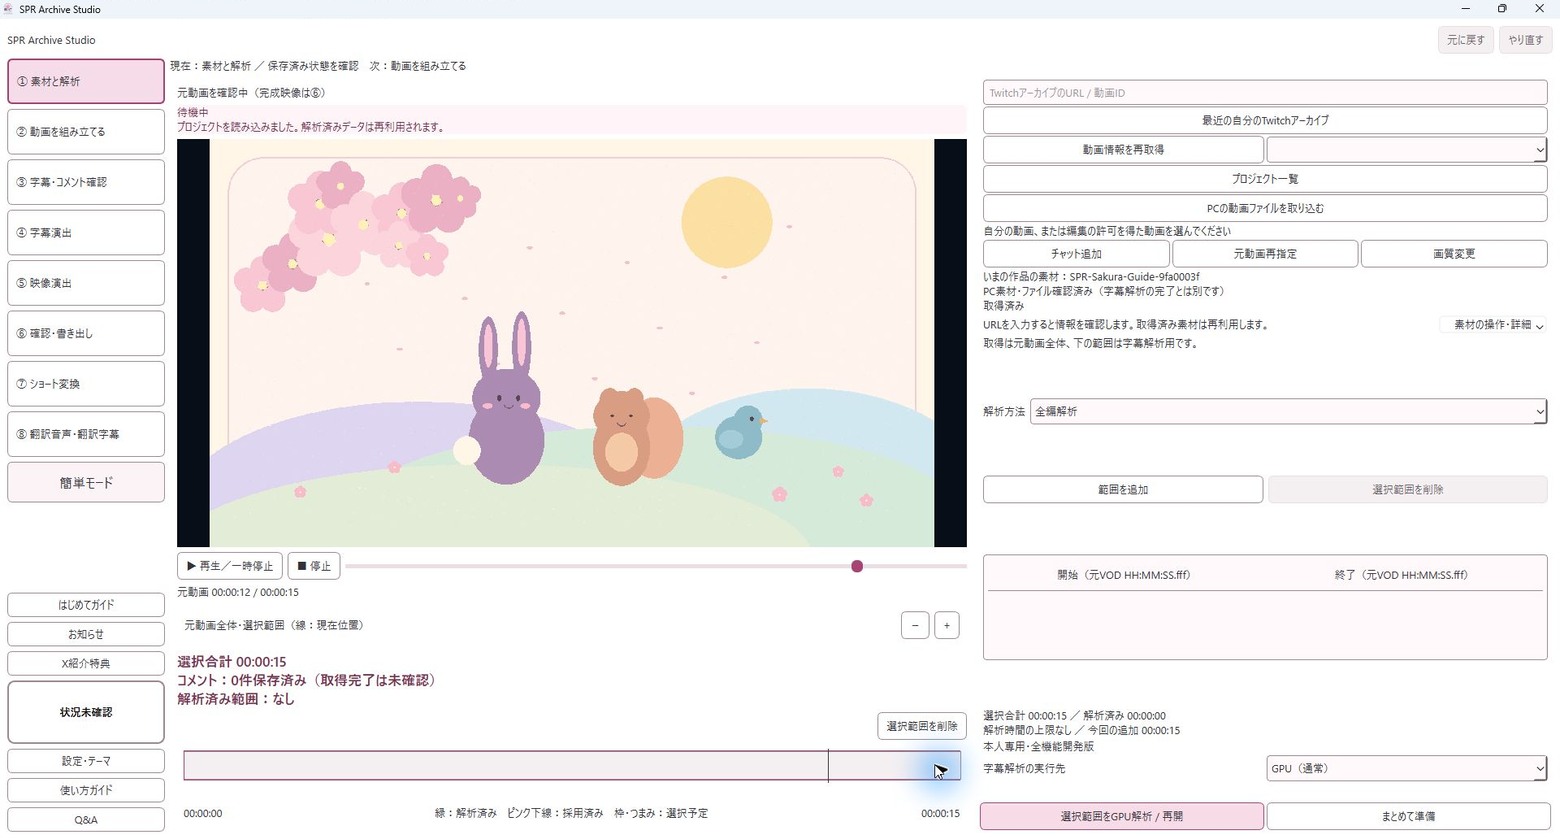 SPR Archive Studio
SPR Archive Studio
元に戻す
やり直す
① 素材と解析
② 動画を組み立てる
③ 字幕・コメント確認
④ 字幕演出
⑤ 映像演出
⑥ 確認・書き出し
⑦ ショート変換
⑧ 翻訳音声・翻訳字幕
簡単モード
はじめてガイド
お知らせ
X紹介特典
状況未確認
設定・テーマ
使い方ガイド
Q&A
現在：素材と解析 ／ 保存済み状態を確認　次：動画を組み立てる
元動画を確認中（完成映像は⑥）
待機中
プロジェクトを読み込みました。解析済みデータは再利用されます。
▶ 再生／一時停止
■ 停止
元動画 00:00:12 / 00:00:15
元動画全体・選択範囲（線：現在位置）
−
+
選択合計 00:00:15
コメント：0件保存済み（取得完了は未確認）
解析済み範囲：なし
選択範囲を削除
00:00:00
緑：解析済み　ピンク下線：採用済み　枠・つまみ：選択予定
00:00:15
TwitchアーカイブのURL / 動画ID
最近の自分のTwitchアーカイブ
動画情報を再取得
プロジェクト一覧
PCの動画ファイルを取り込む
自分の動画、または編集の許可を得た動画を選んでください
チャット追加
元動画再指定
画質変更
いまの作品の素材：SPR-Sakura-Guide-9fa0003f
PC素材・ファイル確認済み（字幕解析の完了とは別です）
取得済み
URLを入力すると情報を確認します。取得済み素材は再利用します。
素材の操作・詳細
取得は元動画全体、下の範囲は字幕解析用です。
解析方法
全編解析
範囲を追加
選択範囲を削除
開始（元VOD HH:MM:SS.fff）
終了（元VOD HH:MM:SS.fff）
選択合計 00:00:15 ／ 解析済み 00:00:00
解析時間の上限なし ／ 今回の追加 00:00:15
本人専用・全機能開発版
字幕解析の実行先
GPU（通常）
選択範囲をGPU解析 / 再開
まとめて準備